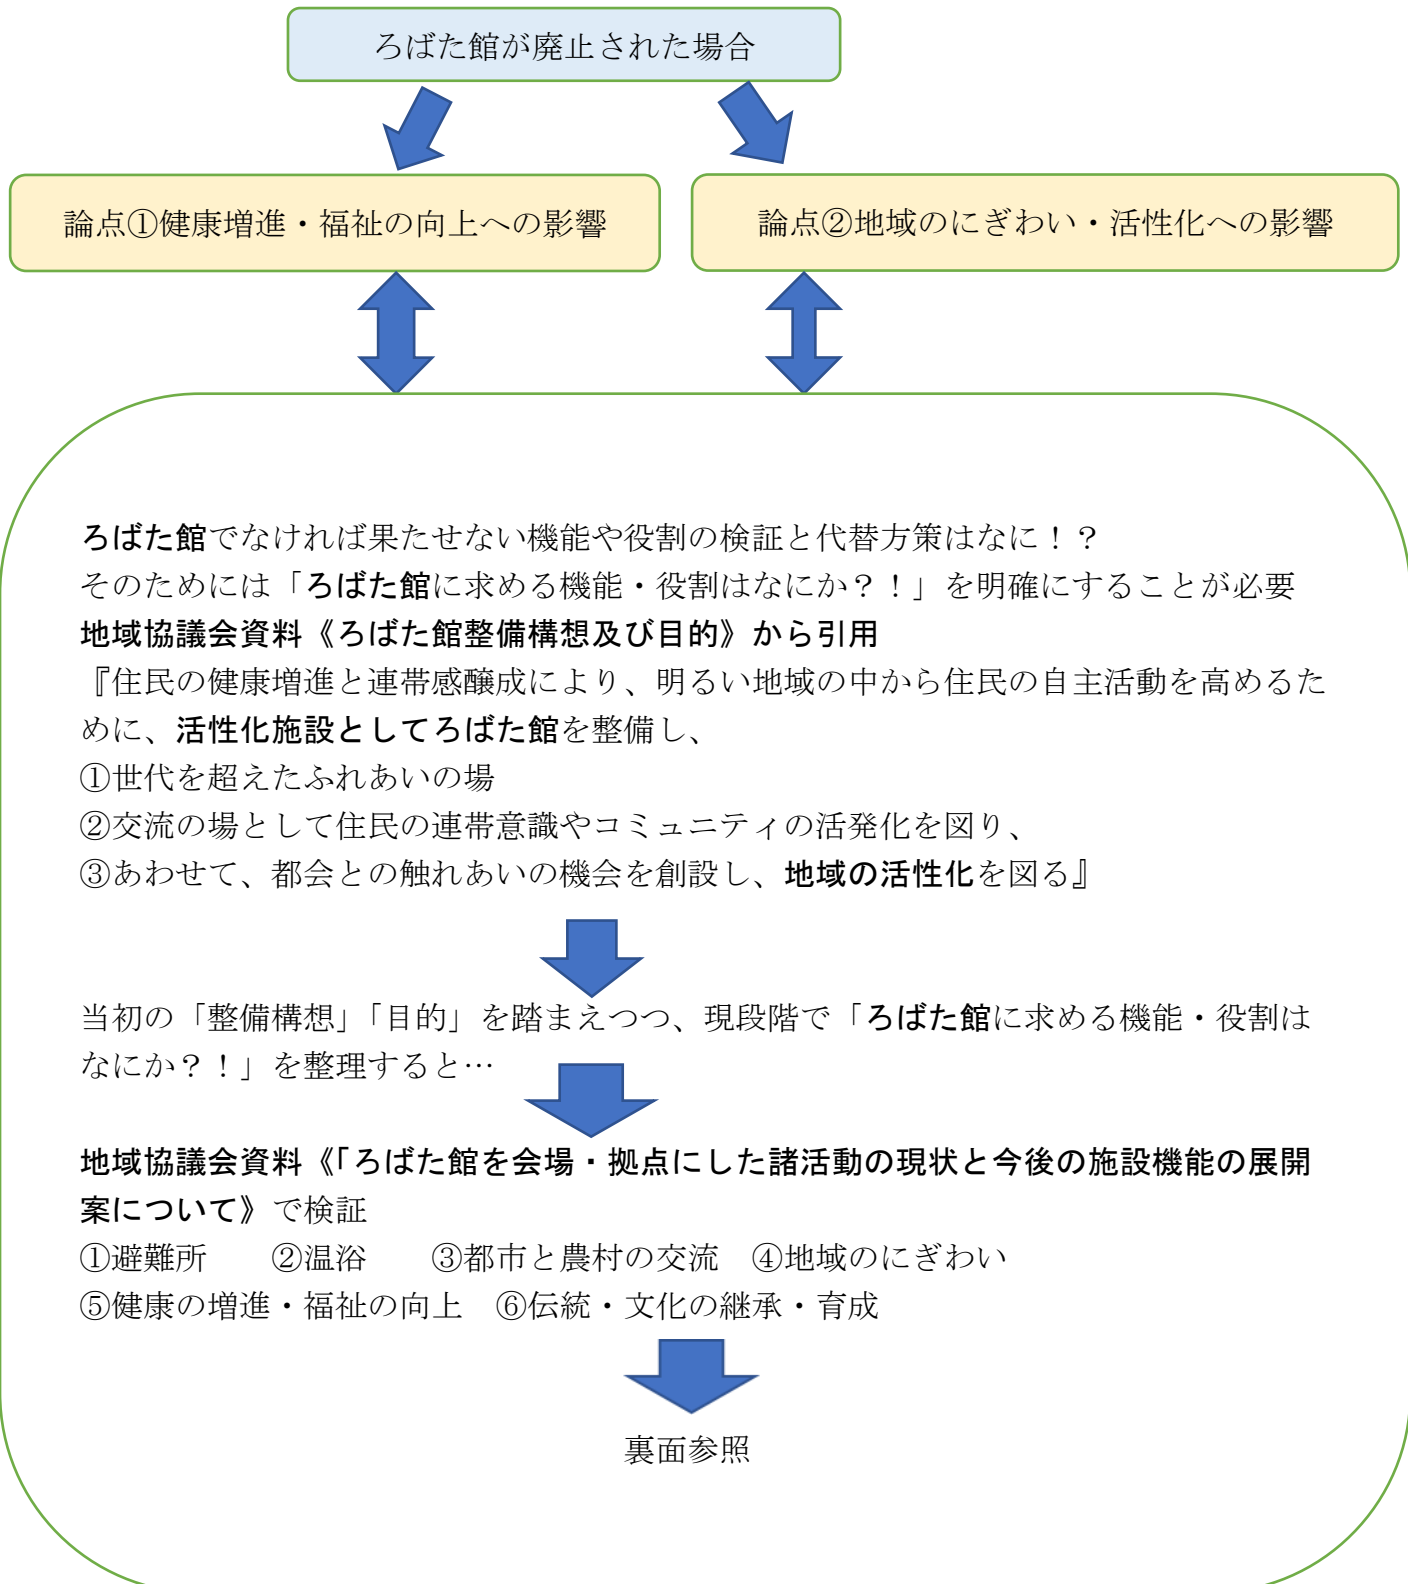 ろばた館が廃止された場合
論点①健康増進・福祉の向上への影響
論点②地域のにぎわい・活性化への影響
ろばた館でなければ果たせない機能や役割の検証と代替方策はなに！？
そのためには「ろばた館に求める機能・役割はなにか？！」を明確にすることが必要
地域協議会資料《ろばた館整備構想及び目的》から引用
『住民の健康増進と連帯感醸成により、明るい地域の中から住民の自主活動を高めるた
めに、活性化施設としてろばた館を整備し、
①世代を超えたふれあいの場
②交流の場として住民の連帯意識やコミュニティの活発化を図り、
③あわせて、都会との触れあいの機会を創設し、地域の活性化を図る』
当初の「整備構想」「目的」を踏まえつつ、現段階で「ろばた館に求める機能・役割は
なにか？！」を整理すると…
地域協議会資料《「ろばた館を会場・拠点にした諸活動の現状と今後の施設機能の展開
案について》で検証
①避難所　　②温浴　　③都市と農村の交流　④地域のにぎわい
⑤健康の増進・福祉の向上　⑥伝統・文化の継承・育成
裏面参照